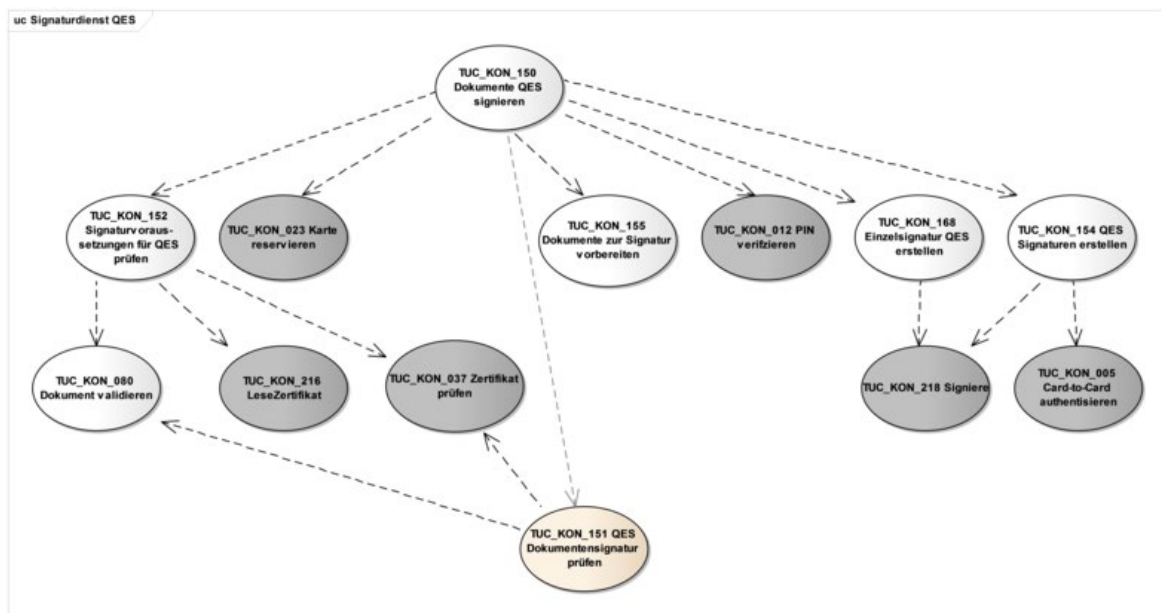 uc Signaturdienst QES
TUC_KON_150
Dokumente QES
signieren
TUC_KON_152
Signaturvoraus-
setzungen für QES
prüfen
TUC_KON_023 Karte
reservieren
TUC_KON_155
Dokumente zur Signatur
vorbereiten
TUC_KON_012 PIN
verifzieren
TUC_KON_168
Einzelsignatur QES
erstellen
TUC_KON_154 QES
Signaturen erstellen
TUC_KON_080
Dokument validieren
TUC_KON_216
LeseZertifikat
TUC_KON_037 Zertifikat
prüfen
TUC_KON_218 Signiere
TUC_KON_005
Card-to-Card
authentisieren
TUC_KON_151 QES
Dokumentensignatur
prüfen